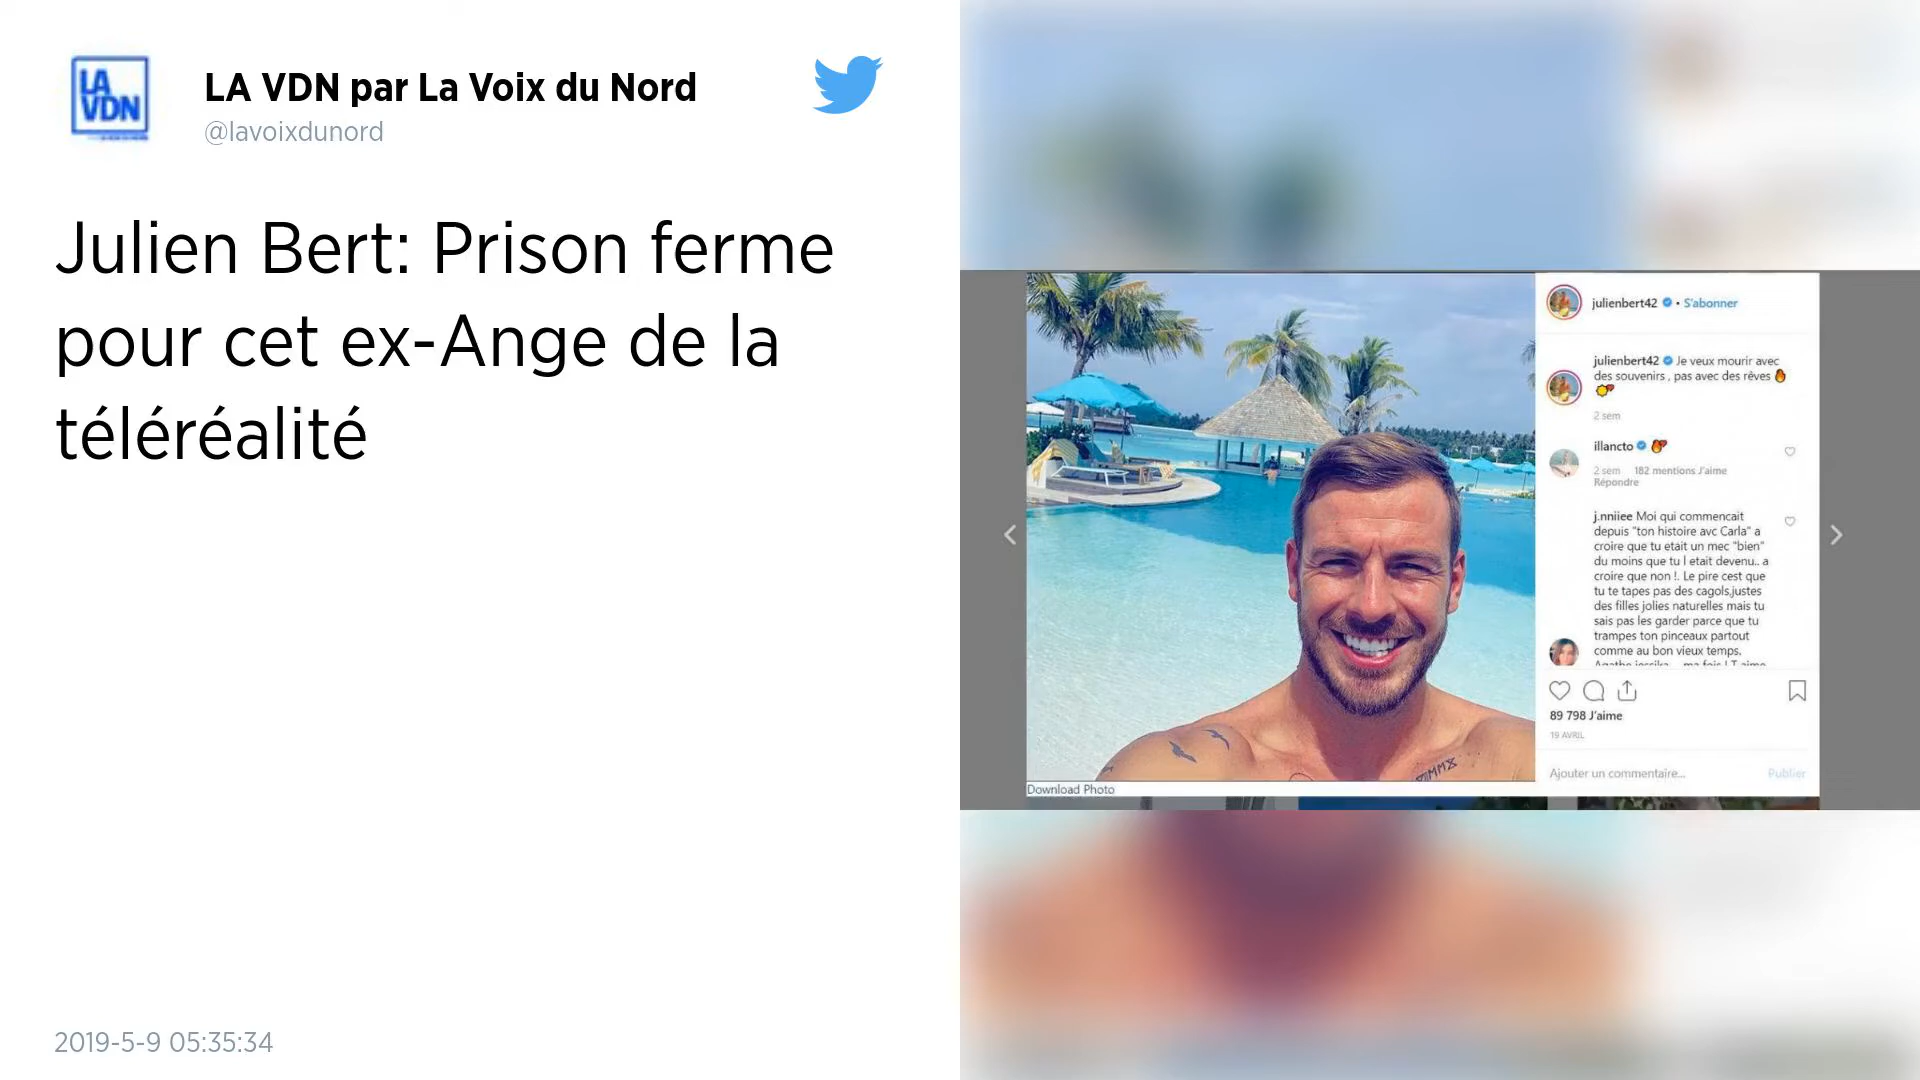 LA
VDN
LA VDN par La Voix du Nord
@lavoixdunord
Julien Bert: Prison ferme
pour cet ex-Ange de la
téléréalité
2019-5-9 05:35:34
julienbert42 • S'abonner
julienbert42 Je veux mourir avec
des souvenirs , pas avec des rêves
2 sem
illancto
2 sem 182 mentions J'aime
Répondre
j.nniiee Moi qui commencait
depuis "ton histoire avc Carla" a
croire que tu etait un mec "bien"
du moins que tu l etait devenu.. a
croire que non !. Le pire cest que
tu te tapes pas des cagols,justes
des filles jolies naturelles mais tu
sais pas les garder parce que tu
trampes ton pinceaux partout
comme au bon vieux temps.
89 798 J'aime
19 AVRIL
Ajouter un commentaire...
Publier
Download Photo